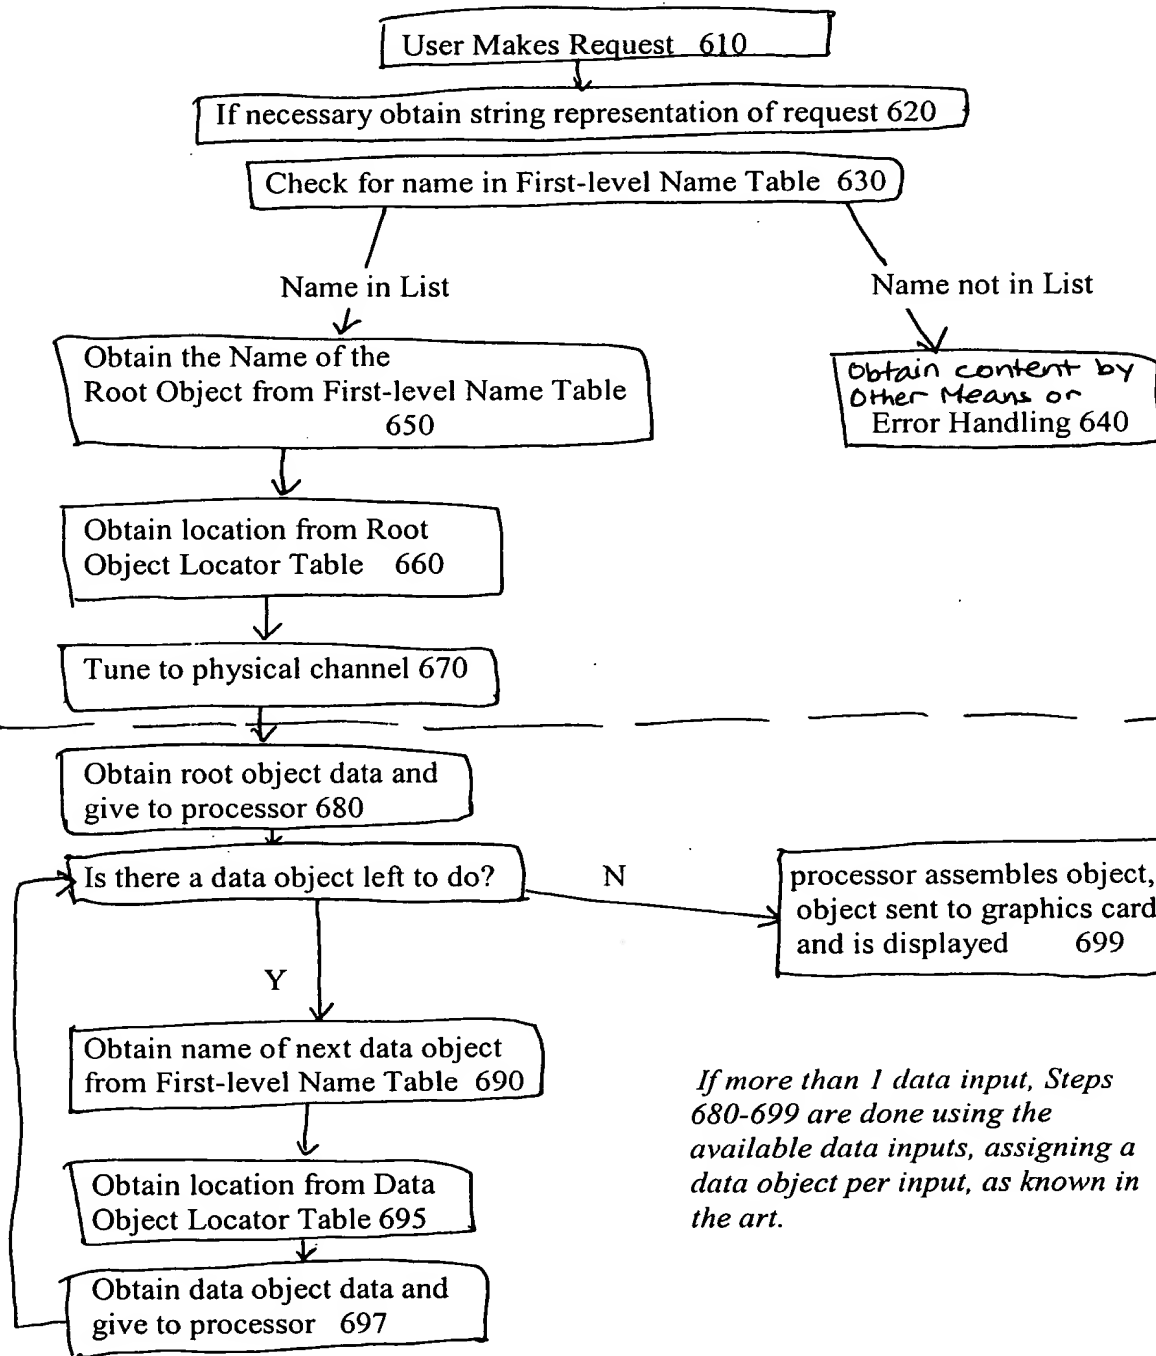 User Makes Request 610
If necessary obtain string representation of request 620
Check for name in First-level Name Table 630
Name in List
Name not in List
Obtain the Name of the
Root Object from First-level Name Table
650
Obtain content by
Other Means or
Error Handling 640
Obtain location from Root
Object Locator Table 660
Tune to physical channel 670
Obtain root object data and
give to processor 680
Is there a data object left to do?
N
processor assembles object,
object sent to graphics card
and is displayed 699
Y
Obtain name of next data object
from First-level Name Table 690
If more than 1 data input, Steps
680-699 are done using the
available data inputs, assigning a
data object per input, as known in
the art.
Obtain location from Data
Object Locator Table 695
Obtain data object data and
give to processor 697